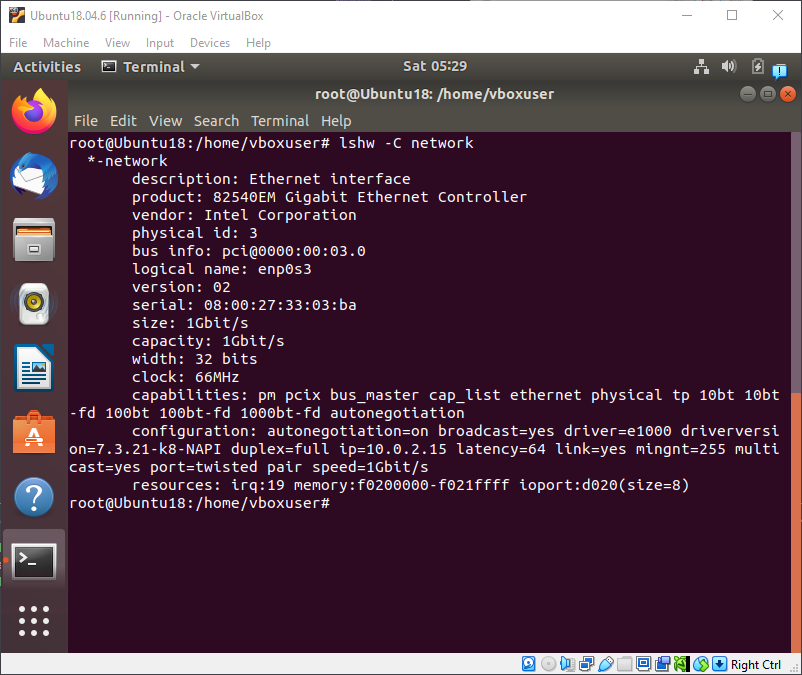 Ubuntu18.04.6 [Running] - Oracle VirtualBox
File Machine View Input Devices Help
Activities Terminal Sat 05:29
root@Ubuntu18: /home/vboxuser
File Edit View Search Terminal Help
root@Ubuntu18:/home/vboxuser# lshw -C network
  *-network
       description: Ethernet interface
       product: 82540EM Gigabit Ethernet Controller
       vendor: Intel Corporation
       physical id: 3
       bus info: pci@0000:00:03.0
       logical name: enp0s3
       version: 02
       serial: 08:00:27:33:03:ba
       size: 1Gbit/s
       capacity: 1Gbit/s
       width: 32 bits
       clock: 66MHz
       capabilities: pm pcix bus_master cap_list ethernet physical tp 10bt 10bt
-fd 100bt 100bt-fd 1000bt-fd autonegotiation
       configuration: autonegotiation=on broadcast=yes driver=e1000 driverversi
on=7.3.21-k8-NAPI duplex=full ip=10.0.2.15 latency=64 link=yes mingnt=255 multi
cast=yes port=twisted pair speed=1Gbit/s
       resources: irq:19 memory:f0200000-f021ffff ioport:d020(size=8)
root@Ubuntu18:/home/vboxuser#
Right Ctrl